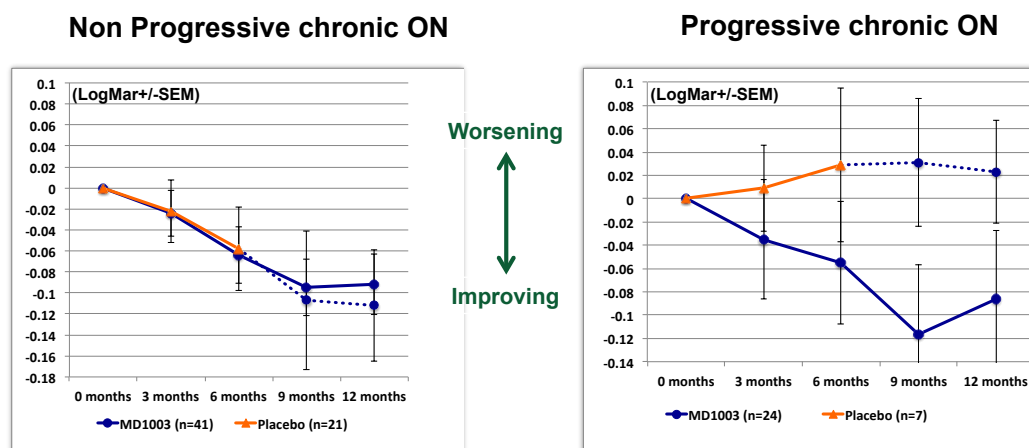 Non Progressive chronic ON
Progressive chronic ON
(LogMar+/-SEM)
0.1
0.08
0.06
0.04
0.02
0
-0.02
-0.04
-0.06
-0.08
-0.1
-0.12
-0.14
-0.16
-0.18
0 months 3 months 6 months 9 months 12 months
MD1003 (n=41) Placebo (n=21)
Worsening
Improving
(LogMar+/-SEM)
0.1
0.08
0.06
0.04
0.02
0
-0.02
-0.04
-0.06
-0.08
-0.1
-0.12
-0.14
0 months 3 months 6 months 9 months 12 months
MD1003 (n=24) Placebo (n=7)